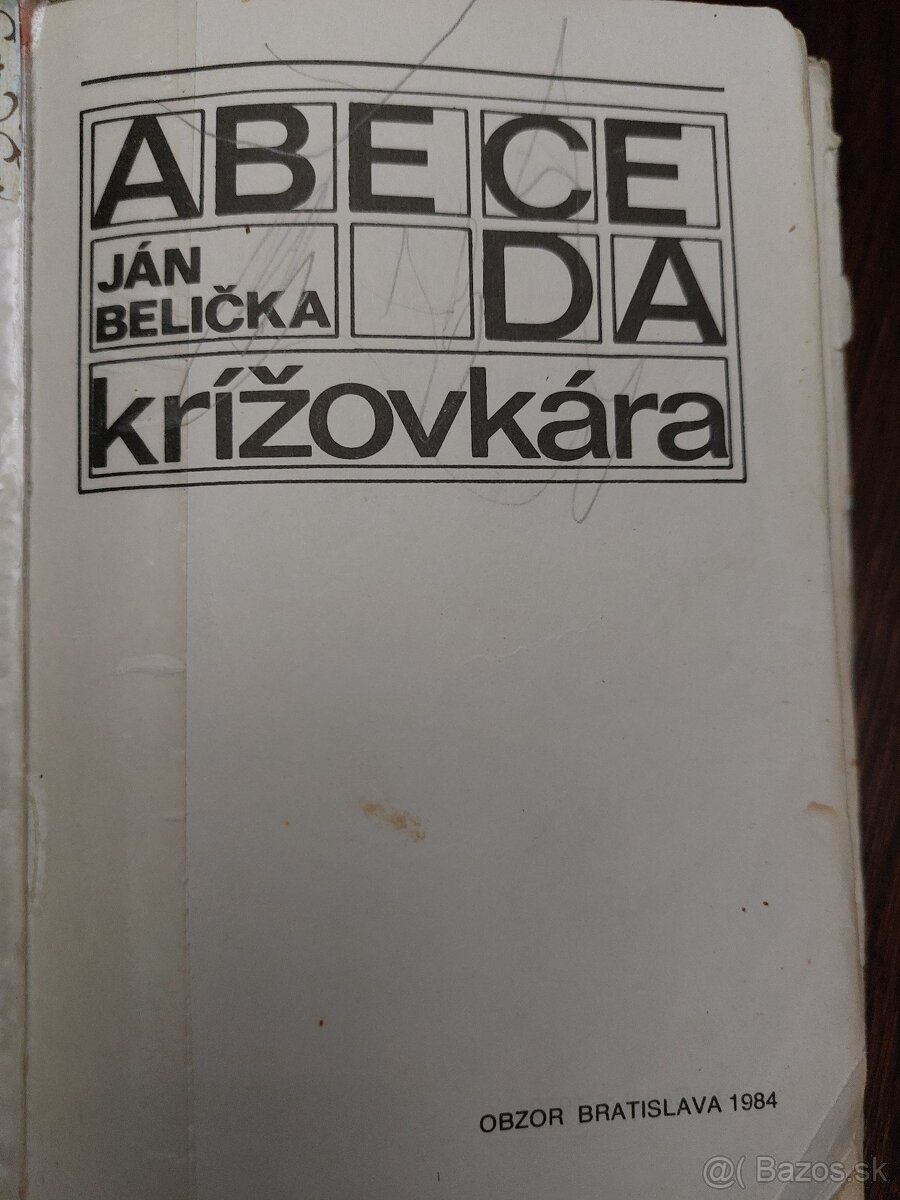 ABECE
JÁN
BELIČKA
DA
krížovkára
OBZOR BRATISLAVA 1984
@( Bazos.sk